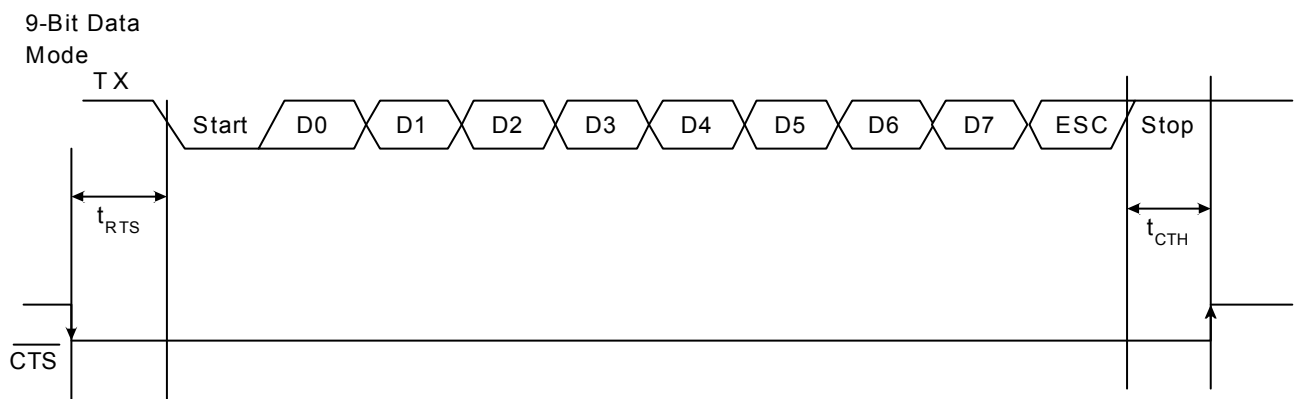 9-Bit Data
Mode
TX
Start D0 D1 D2 D3 D4 D5 D6 D7 ESC Stop
tRTS tCTH
CTS